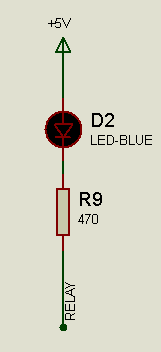 +5V
D2
LED-BLUE
R9
470
RELAY